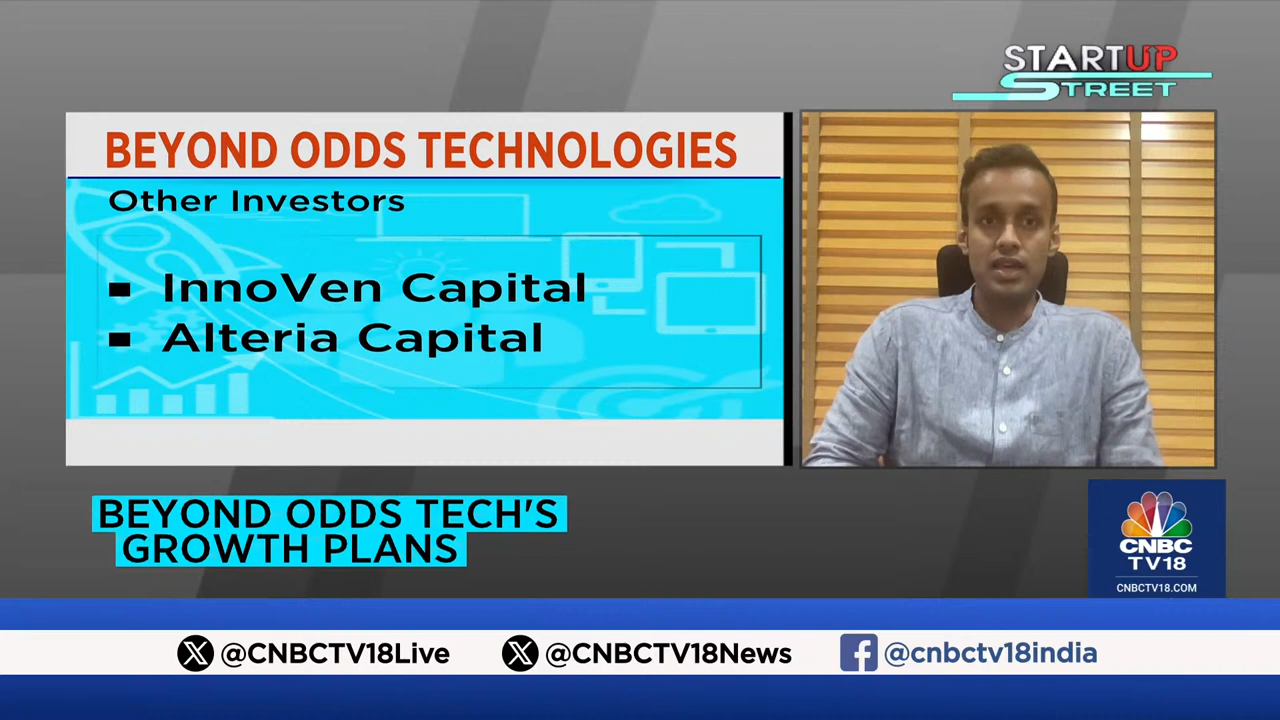 STARTUP
STREET
BEYOND ODDS TECHNOLOGIES
Other Investors
InnoVen Capital
Alteria Capital
BEYOND ODDS TECH'S
GROWTH PLANS
CNBC
TV18
CNBCTV18.COM
@CNBCTV18Live
@CNBCTV18News
@cnbctv18india